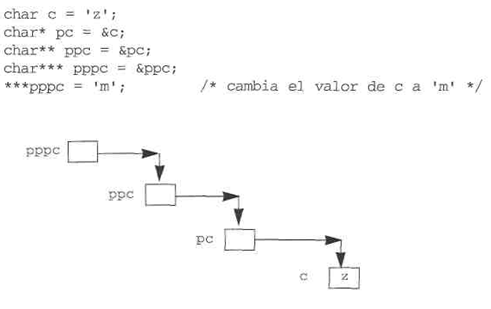 char c = 'z';
char* pc = &c;
char** ppc = &pc;
char*** pppc = &ppc;
***pppc = 'm'; /* cambia el valor de c a 'm' */
pppc
ppc
pc
c z